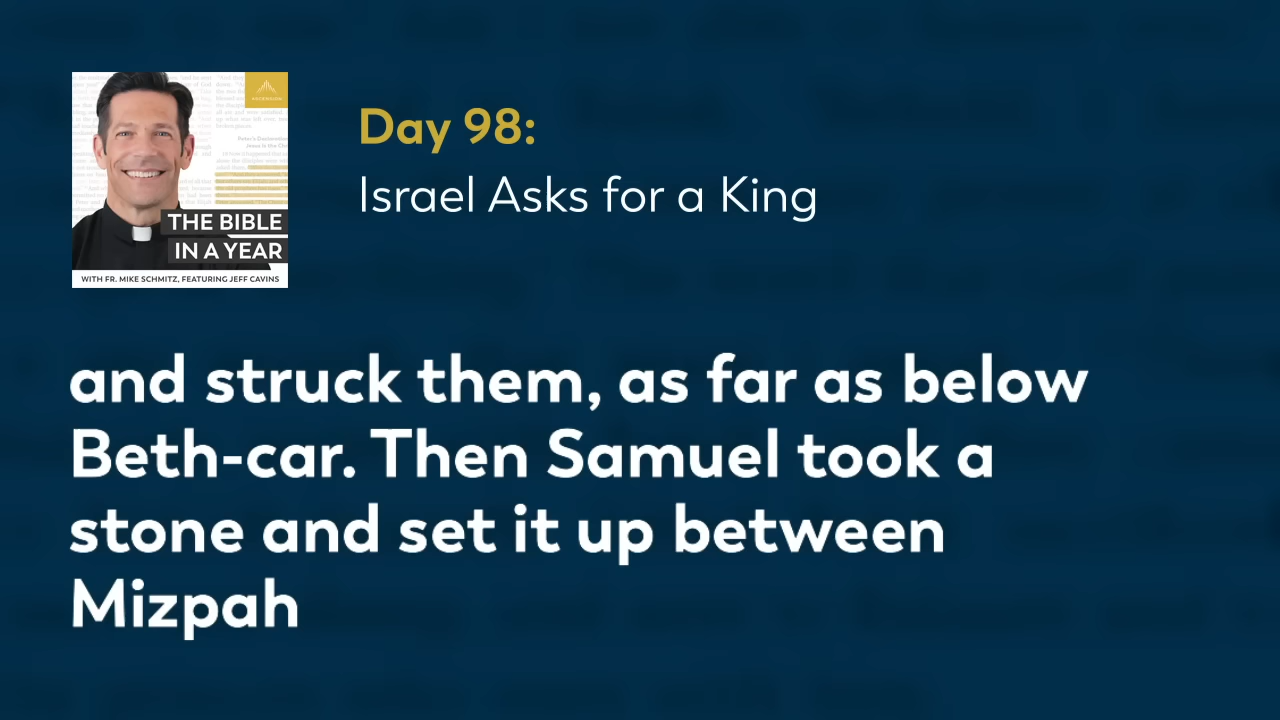 Day 98:
Israel Asks for a King
THE BIBLE
IN A YEAR
WITH FR. MIKE SCHMITZ, FEATURING JEFF CAVINS
and struck them, as far as below
Beth-car. Then Samuel took a
stone and set it up between
Mizpah